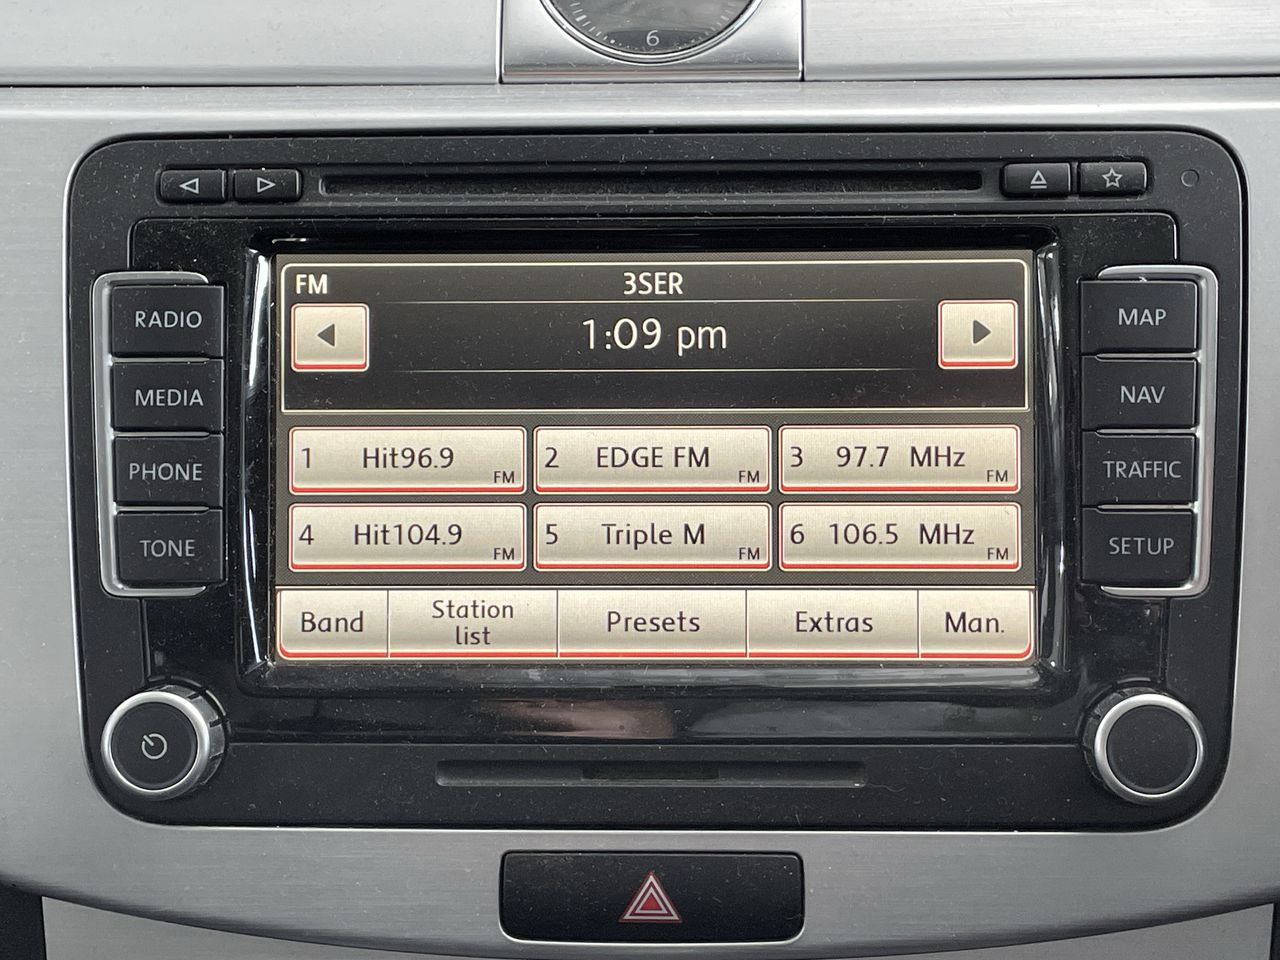 6
FM 3SER
1:09 pm
RADIO
MEDIA
PHONE
TONE
1 Hit96.9 FM
2 EDGE FM FM
3 97.7 MHz FM
4 Hit104.9 FM
5 Triple M FM
6 106.5 MHz FM
Band
Station
list
Presets
Extras
Man.
MAP
NAV
TRAFFIC
SETUP